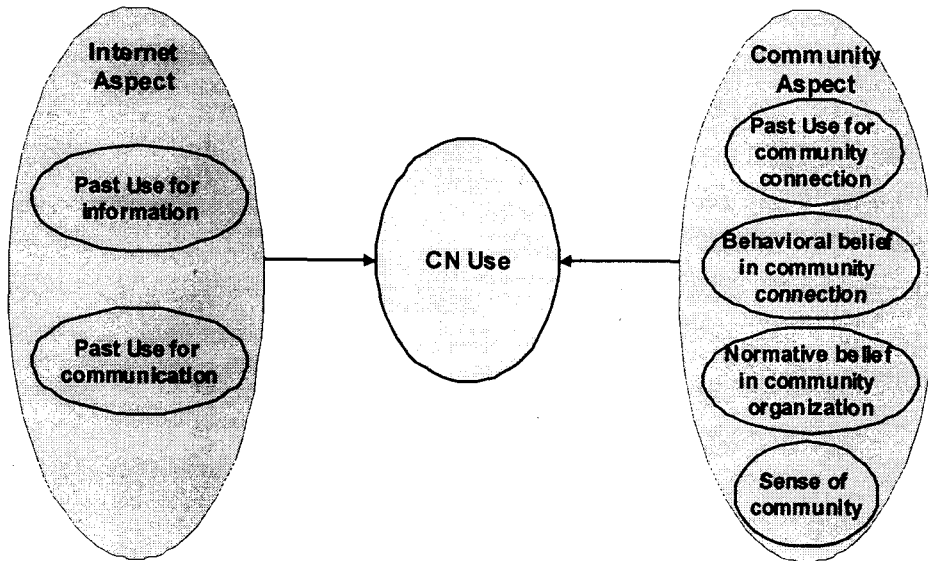 Internet
Aspect
Past Use for
information
Past Use for
communication
CN Use
Community
Aspect
Past Use for
community
connection
Behavioral belief
in community
connection
Normative belief
in community
organization
Sense of
community